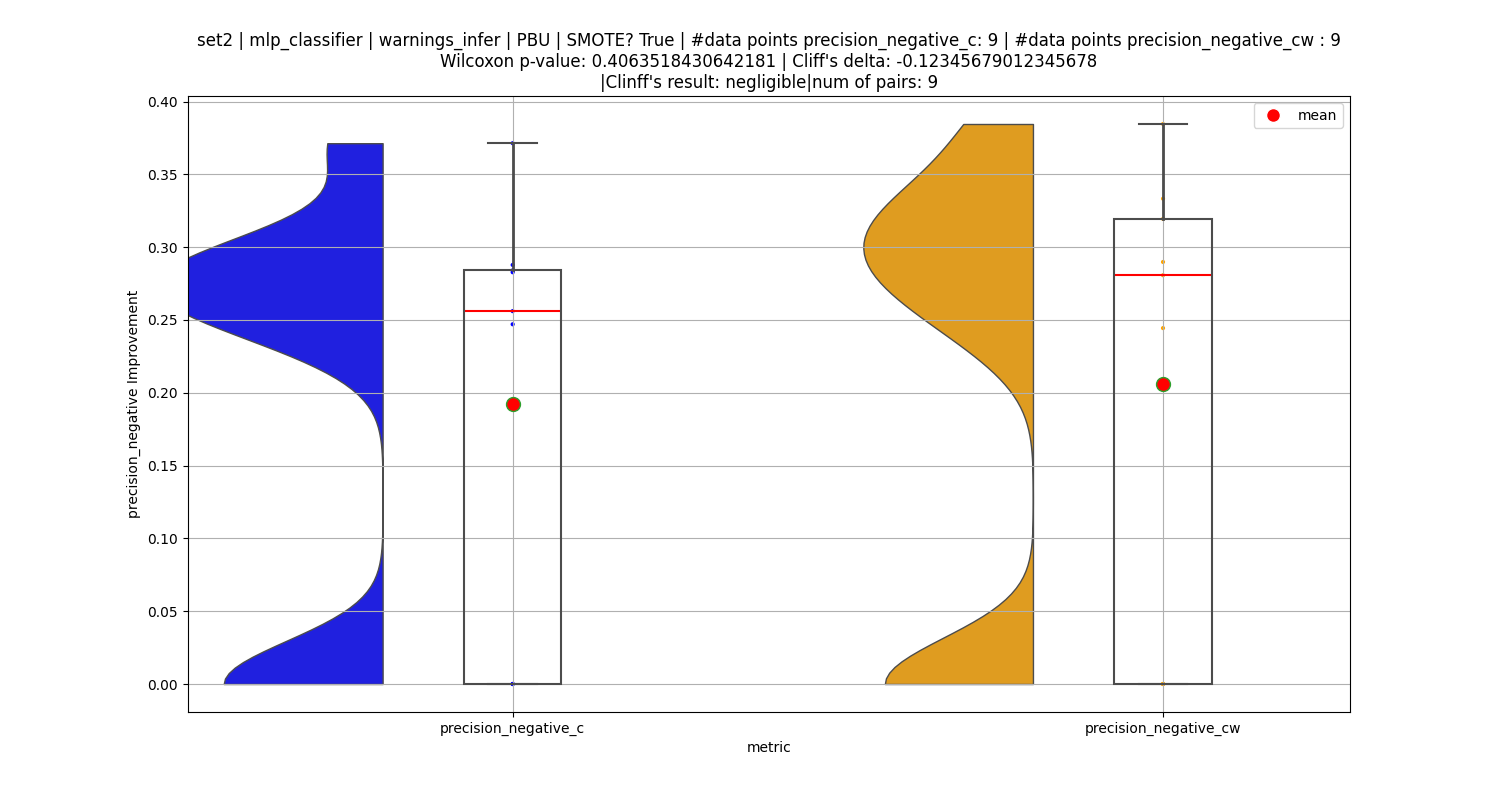 set2 | mlp_classifier | warnings_infer | PBU | SMOTE? True | #data points precision_negative_c: 9 | #data points precision_negative_cw : 9
Wilcoxon p-value: 0.4063518430642181 | Cliff's delta: -0.12345679012345678
|Clinff's result: negligible|num of pairs: 9
mean
0.40
0.35
0.30
0.25
0.20
0.15
0.10
0.05
0.00
precision_negative Improvement
precision_negative_c
precision_negative_cw
metric